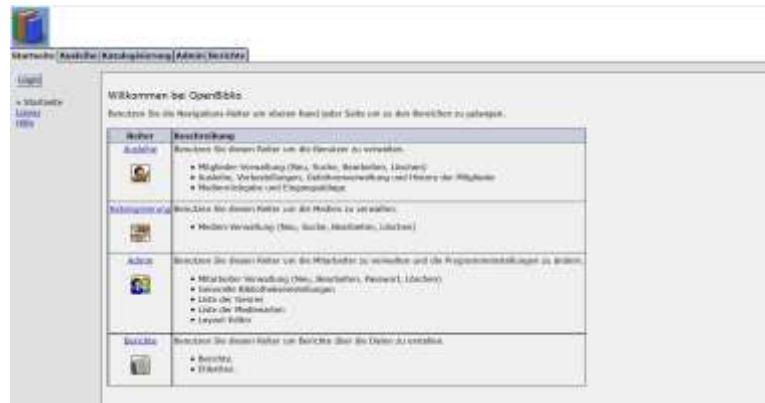 Startseite Ausleihe Katalogisierung Admin Berichte
Login
» Startseite
Lizenz
Hilfe
Willkommen bei OpenBiblio
Benutzen Sie die Navigations-Reiter am oberen Rand jeder Seite um zu den Bereichen zu gelangen.
Reiter Beschreibung
Ausleihe Benutzen Sie diesen Reiter um die Benutzer zu verwalten.
• Mitglieder Verwaltung (Neu, Suche, Bearbeiten, Löschen)
• Ausleihe, Vorbestellungen, Gebührenverwaltung und History der Mitglieder
• Medienrückgabe und Eingangsablage
Katalogisierung Benutzen Sie diesen Reiter um die Medien zu verwalten.
• Medien Verwaltung (Neu, Suche, Bearbeiten, Löschen)
Admin Benutzen Sie diesen Reiter um die Mitarbeiter zu verwalten und die Programmeinstellungen zu ändern.
• Mitarbeiter Verwaltung (Neu, Bearbeiten, Passwort, Löschen)
• Generelle Bibliothekseinstellungen
• Liste der Genres
• Liste der Medienarten
• Layout Editor
Berichte Benutzen Sie diesen Reiter um Berichte über die Daten zu erstellen.
• Berichte
• Etiketten